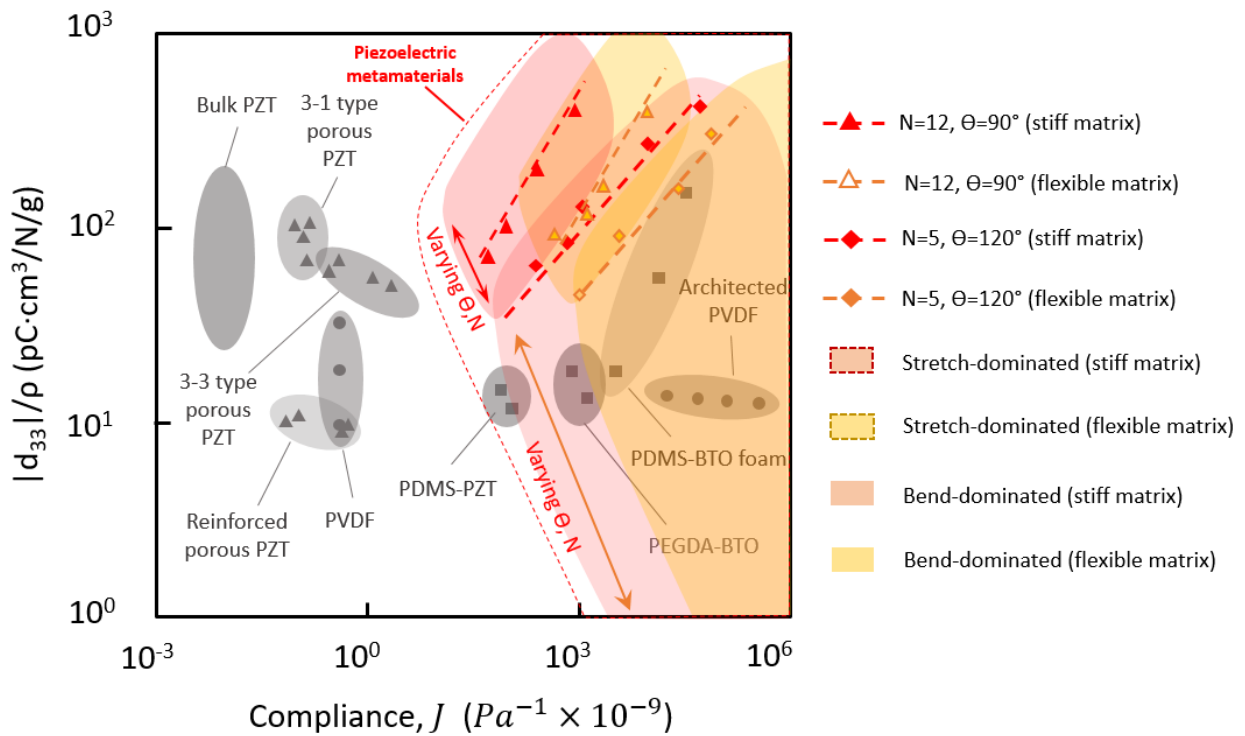 10³
10²
10¹
10⁰
|d₃₃|/ρ (pC·cm³/N/g)
10⁻³
10⁰
10³
10⁶
Compliance, J (Pa⁻¹ × 10⁻⁹)
Piezoelectric
metamaterials
Bulk PZT
3-1 type
porous
PZT
3-3 type
porous
PZT
Reinforced
porous PZT
PVDF
PDMS-PZT
Varying Θ,N
Varying Θ, N
Architected
PVDF
PDMS-BTO foam
PEGDA-BTO
N=12, Θ=90° (stiff matrix)
N=12, Θ=90° (flexible matrix)
N=5, Θ=120° (stiff matrix)
N=5, Θ=120° (flexible matrix)
Stretch-dominated (stiff matrix)
Stretch-dominated (flexible matrix)
Bend-dominated (stiff matrix)
Bend-dominated (flexible matrix)